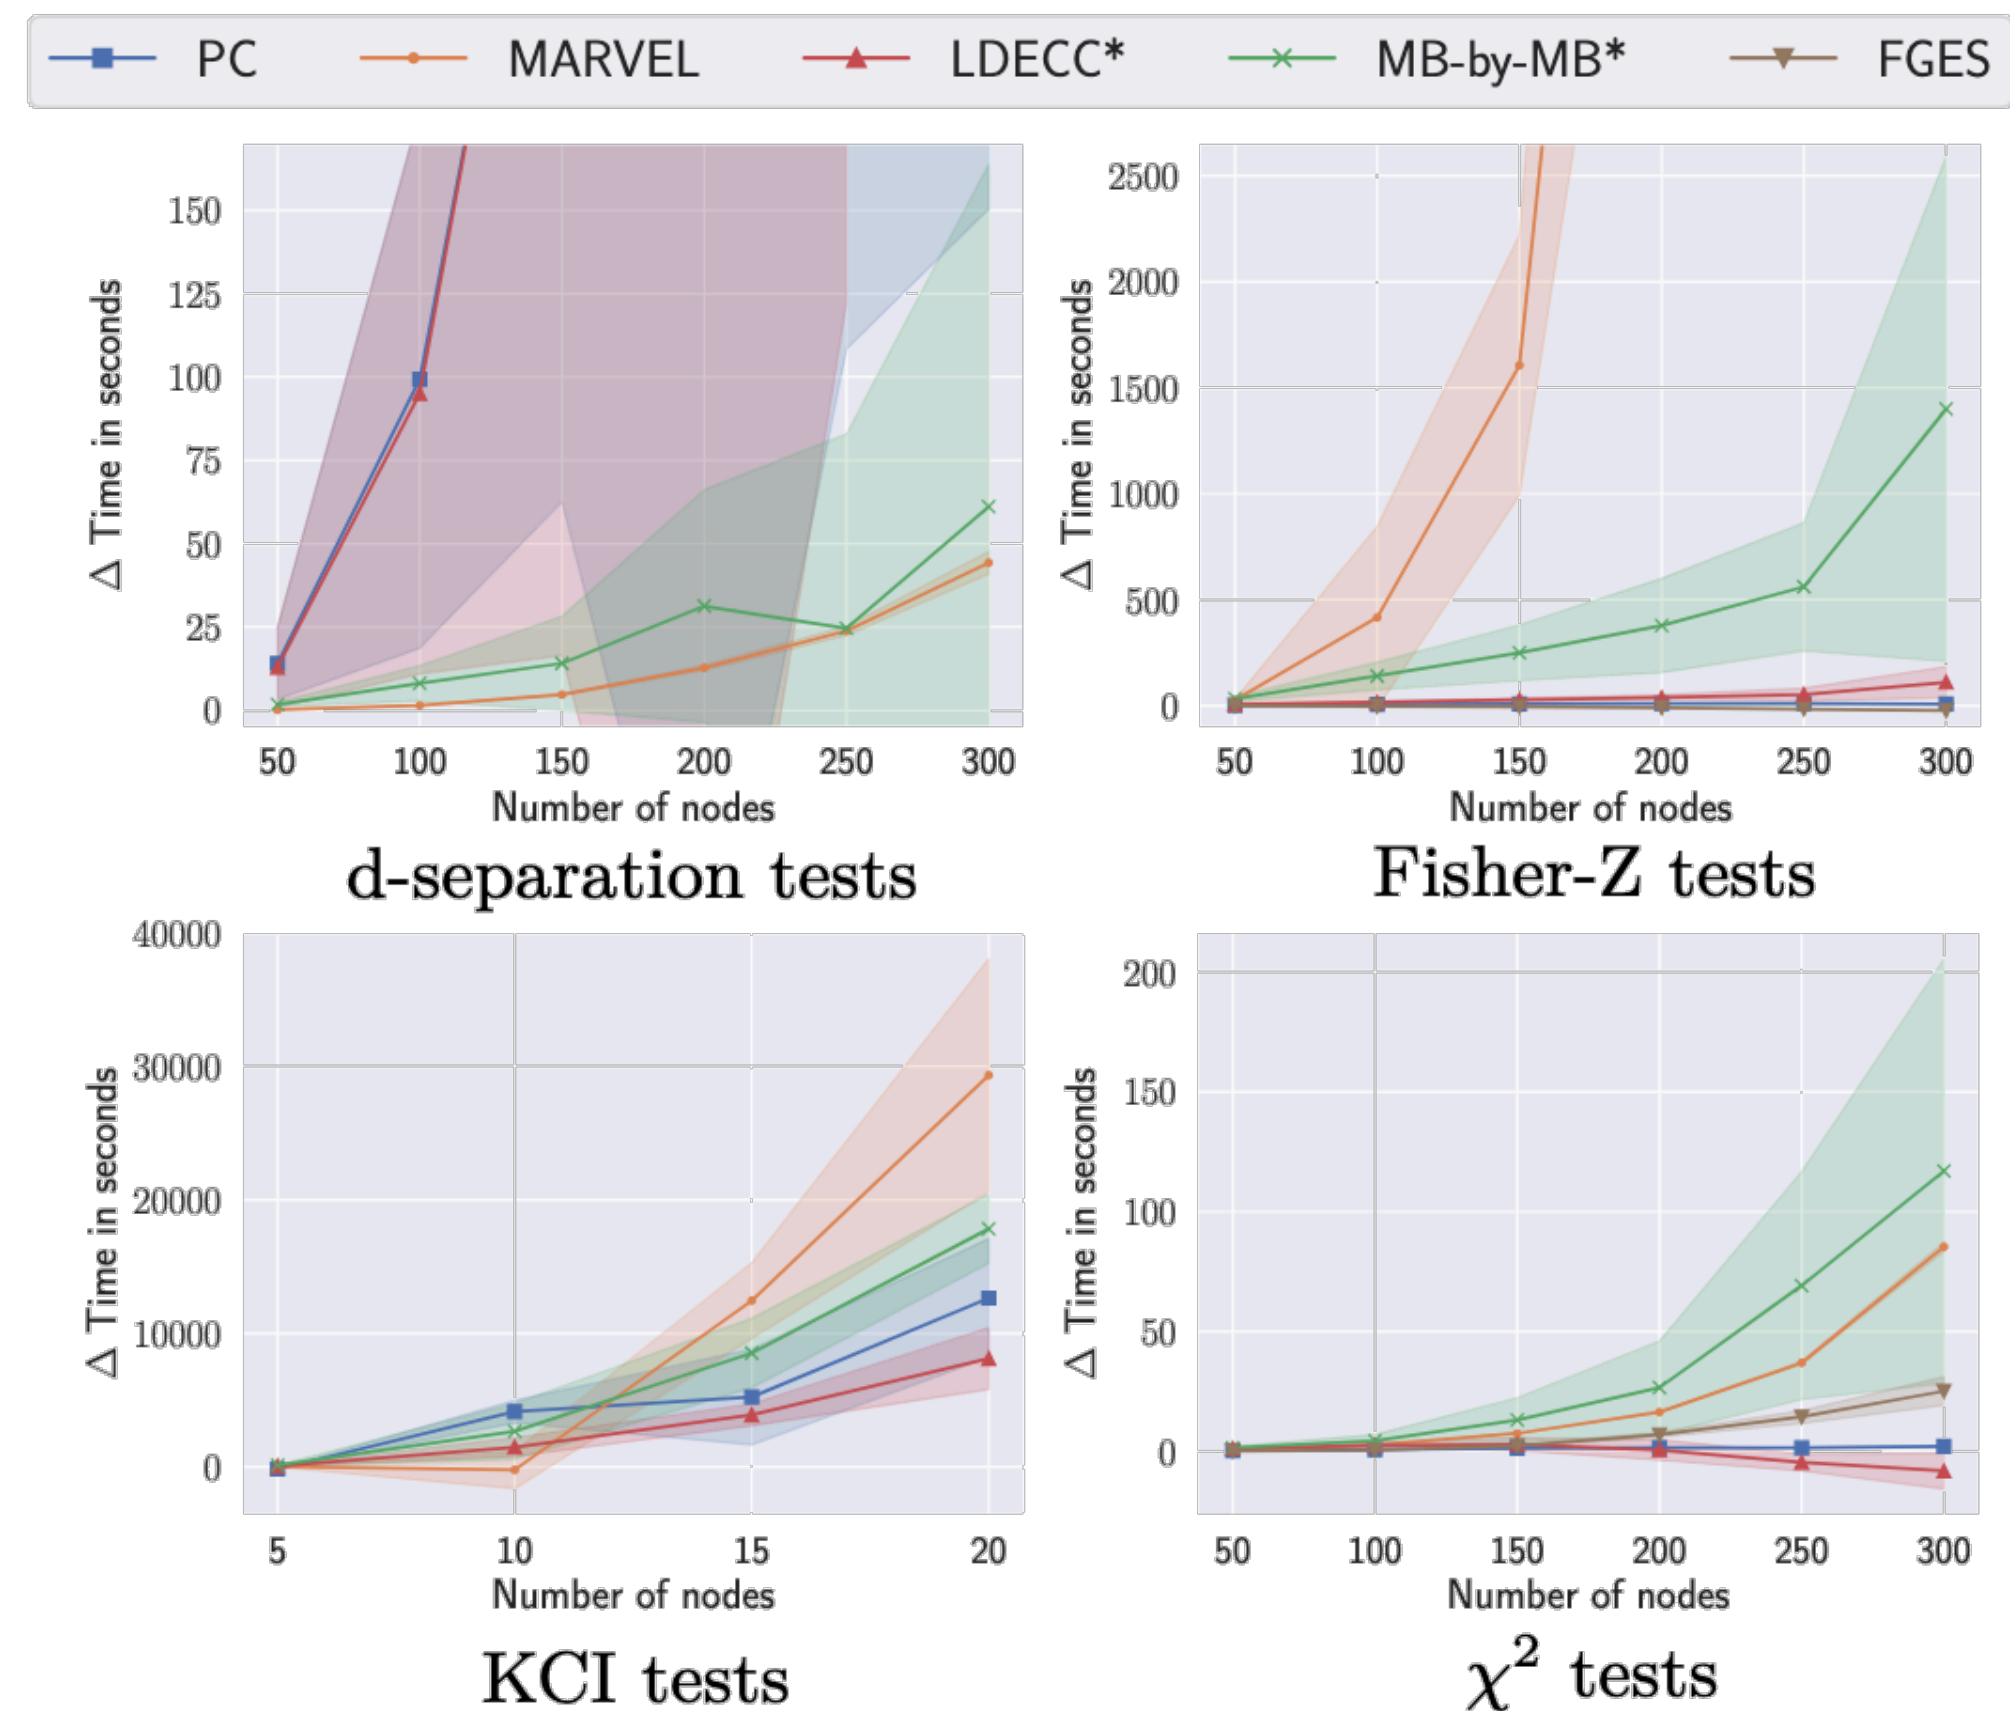 PC MARVEL LDECC* MB-by-MB* FGES
Δ Time in seconds
150
125
100
75
50
25
0
50 100 150 200 250 300
Number of nodes
d-separation tests
Δ Time in seconds
2500
2000
1500
1000
500
0
50 100 150 200 250 300
Number of nodes
Fisher-Z tests
Δ Time in seconds
40000
30000
20000
10000
0
5 10 15 20
Number of nodes
KCI tests
Δ Time in seconds
200
150
100
50
0
50 100 150 200 250 300
Number of nodes
χ² tests